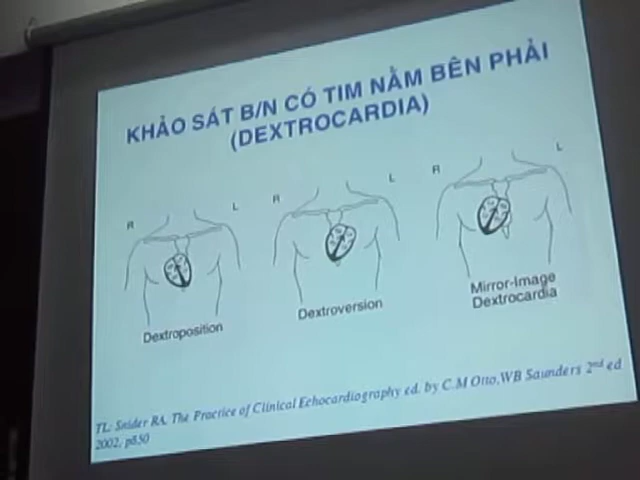 KHẢO SÁT B/N CÓ TIM NẰM BÊN PHẢI
(DEXTROCARDIA)
R L R L R L
Dextroposition Dextroversion Mirror-Image
Dextrocardia
TL: Snider RA. The Practice of Clinical Echocardiography ed. by C.M Otto,WB Saunders 2nd ed
2002, p850